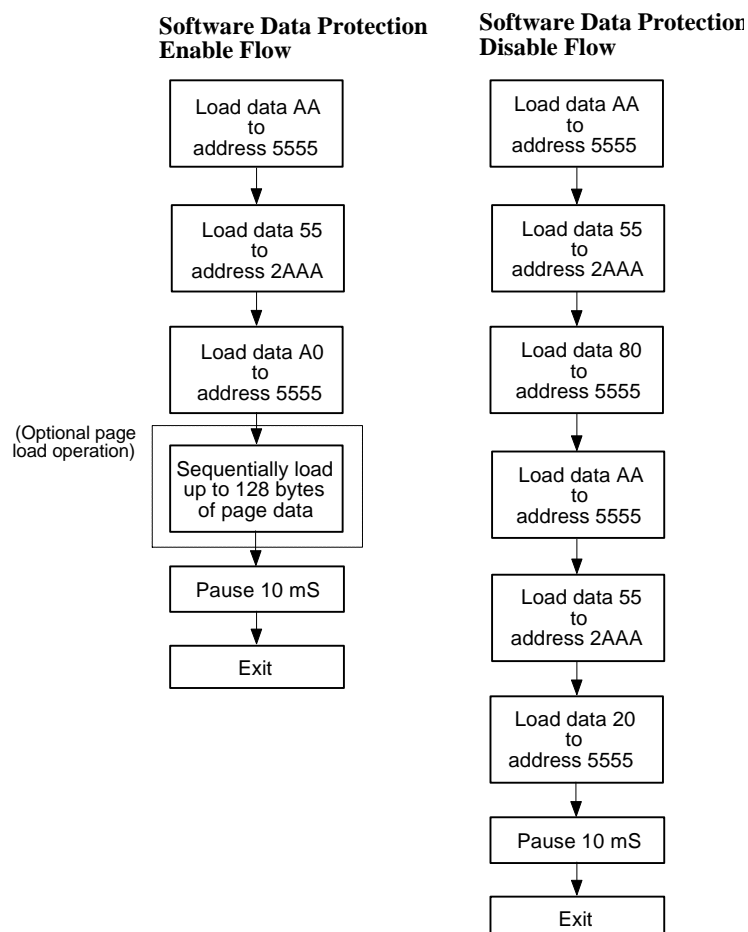 Software Data Protection
Enable Flow
Load data AA
to
address 5555
Load data 55
to
address 2AAA
Load data A0
to
address 5555
(Optional page
load operation)
Sequentially load
up to 128 bytes
of page data
Pause 10 mS
Exit
Software Data Protection
Disable Flow
Load data AA
to
address 5555
Load data 55
to
address 2AAA
Load data 80
to
address 5555
Load data AA
to
address 5555
Load data 55
to
address 2AAA
Load data 20
to
address 5555
Pause 10 mS
Exit